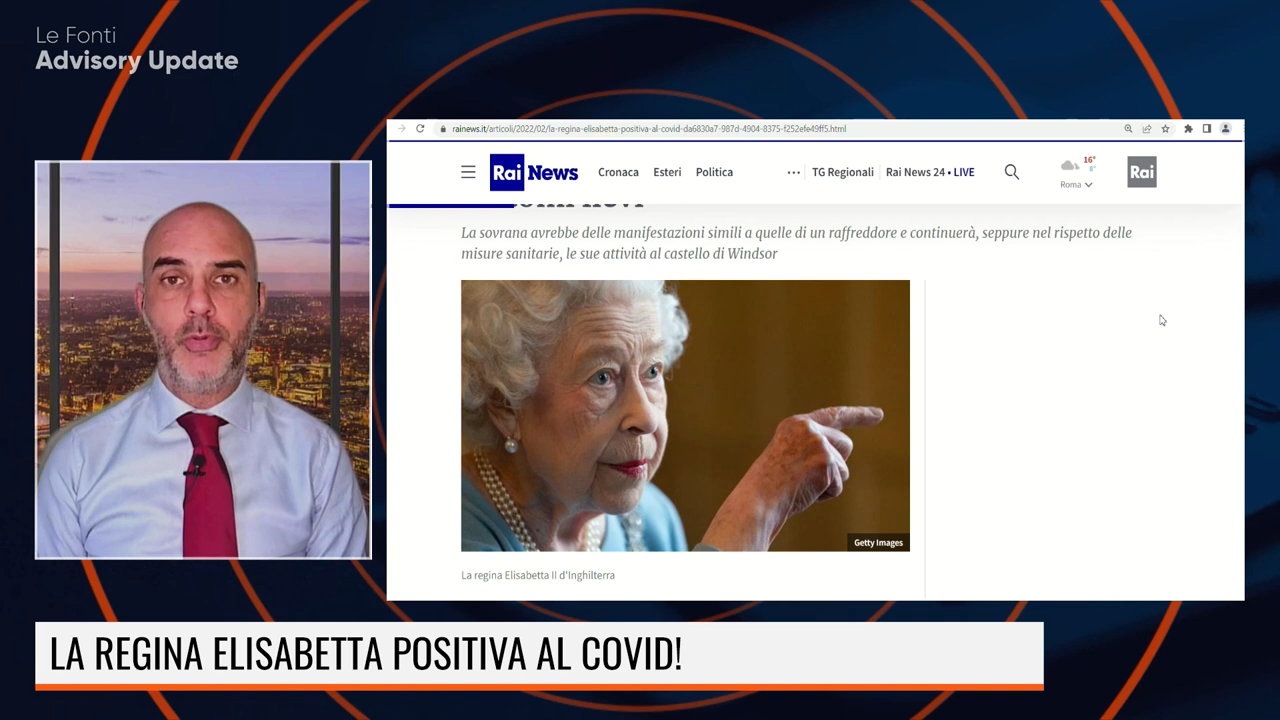 Le Fonti
Advisory Update
rainews.it/articoli/2022/02/la-regina-elisabetta-positiva-al-covid-da6830a7-987d-4904-8375-f252efe49ff5.html
Rai News Cronaca Esteri Politica ... TG Regionali Rai News 24 • LIVE 16° 8° Roma Rai
La sovrana avrebbe delle manifestazioni simili a quelle di un raffreddore e continuerà, seppure nel rispetto delle
misure sanitarie, le sue attività al castello di Windsor
Getty Images
La regina Elisabetta II d'Inghilterra
LA REGINA ELISABETTA POSITIVA AL COVID!